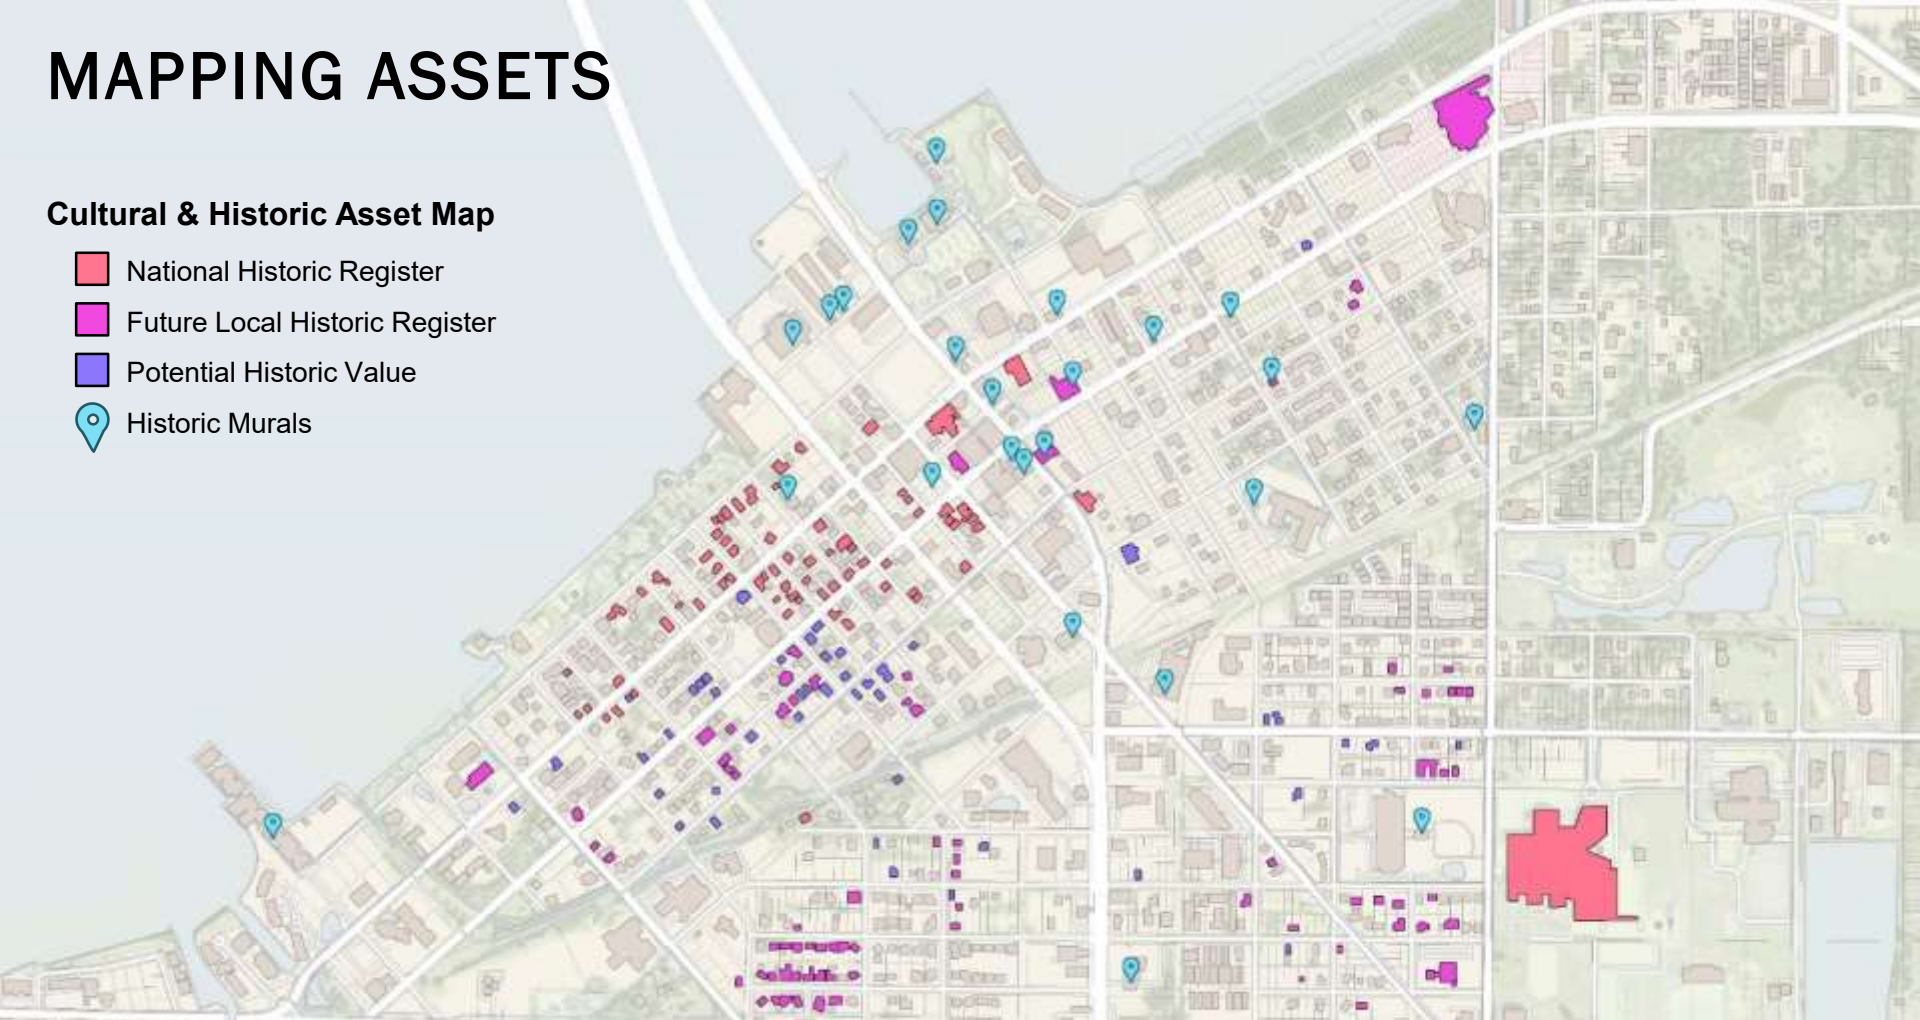 MAPPING ASSETS
Cultural & Historic Asset Map
National Historic Register
Future Local Historic Register
Potential Historic Value
Historic Murals